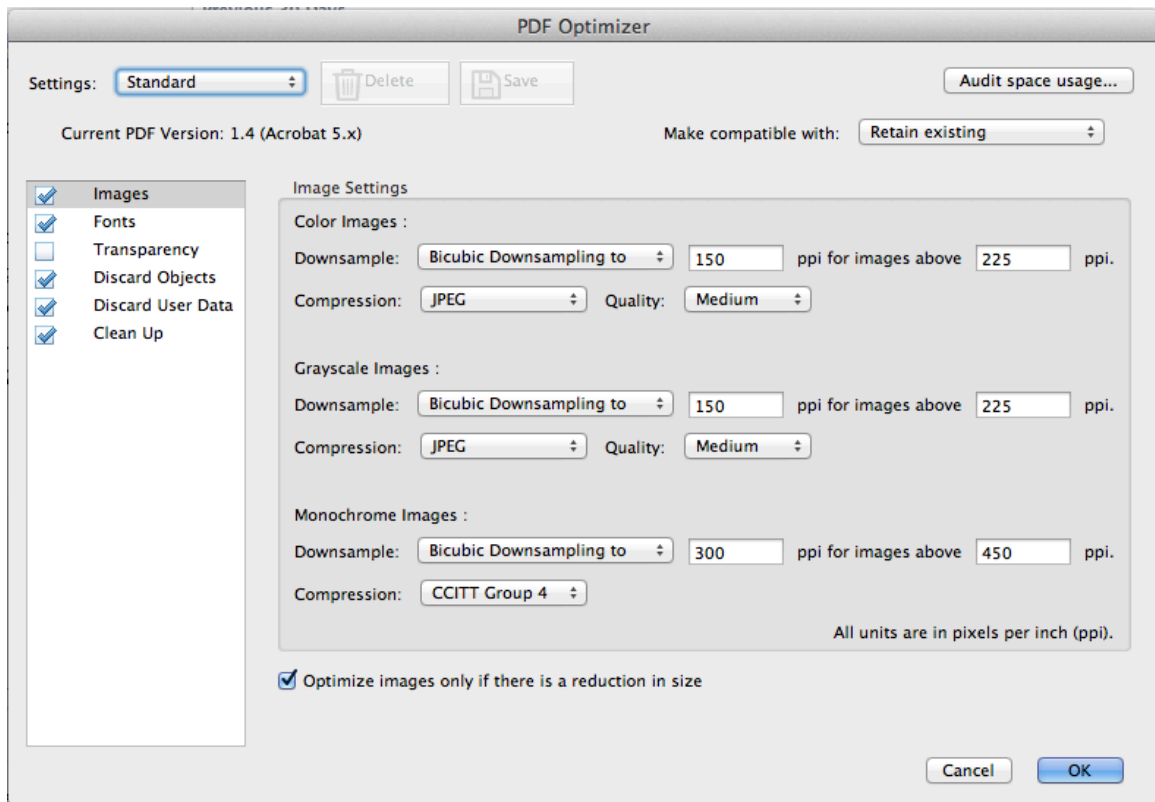 Previous 30 Days
PDF Optimizer
Settings: Standard Delete Save Audit space usage...
Current PDF Version: 1.4 (Acrobat 5.x) Make compatible with: Retain existing
Images
Fonts
Transparency
Discard Objects
Discard User Data
Clean Up
Image Settings
Color Images :
Downsample: Bicubic Downsampling to 150 ppi for images above 225 ppi.
Compression: JPEG Quality: Medium
Grayscale Images :
Downsample: Bicubic Downsampling to 150 ppi for images above 225 ppi.
Compression: JPEG Quality: Medium
Monochrome Images :
Downsample: Bicubic Downsampling to 300 ppi for images above 450 ppi.
Compression: CCITT Group 4
All units are in pixels per inch (ppi).
Optimize images only if there is a reduction in size
Cancel OK